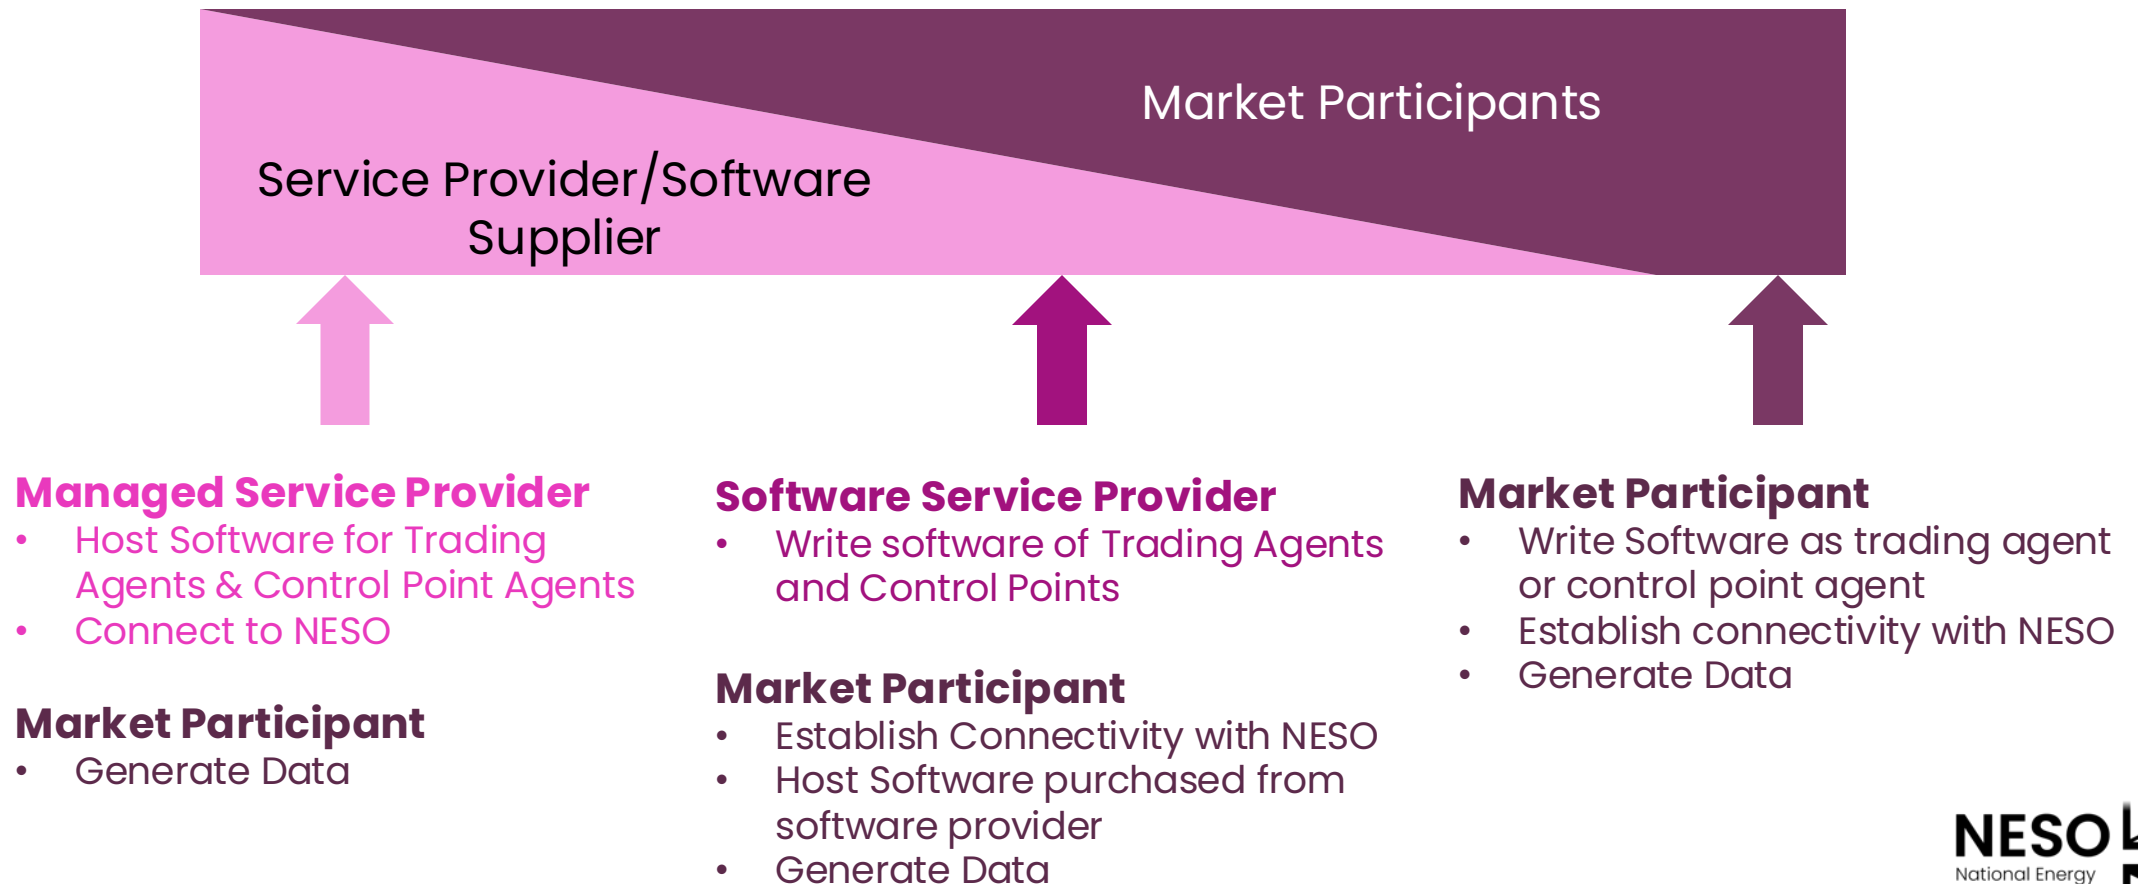 Market Participants
Service Provider/Software
Supplier
Managed Service Provider
• Host Software for Trading
Agents & Control Point Agents
• Connect to NESO
Market Participant
• Generate Data
Software Service Provider
• Write software of Trading Agents
and Control Points
Market Participant
• Establish Connectivity with NESO
• Host Software purchased from
software provider
• Generate Data
Market Participant
• Write Software as trading agent
or control point agent
• Establish connectivity with NESO
• Generate Data
NESO
National Energy